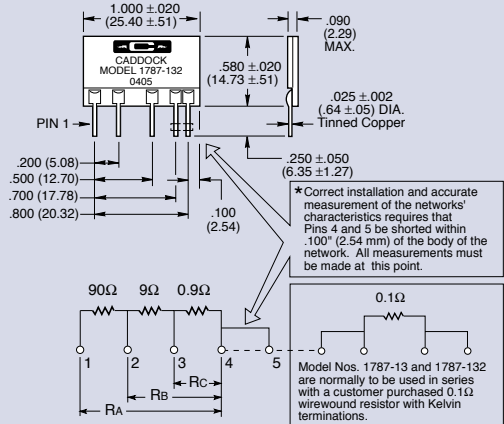 1.000 ±.020
(25.40 ±.51)
.090
(2.29)
MAX.
C
CADDOCK
MODEL 1787-132
0405
.580 ±.020
(14.73 ±.51)
.025 ±.002
(.64 ±.05) DIA.
Tinned Copper
PIN 1
.200 (5.08)
.500 (12.70)
.700 (17.78)
.800 (20.32)
.100
(2.54)
.250 ±.050
(6.35 ±1.27)
* Correct installation and accurate
measurement of the networks'
characteristics requires that
Pins 4 and 5 be shorted within
.100" (2.54 mm) of the body of the
network. All measurements must
be made at this point.
90Ω 9Ω 0.9Ω
0.1Ω
1 2 3 4 5
RC
RB
RA
Model Nos. 1787-13 and 1787-132
are normally to be used in series
with a customer purchased 0.1Ω
wirewound resistor with Kelvin
terminations.